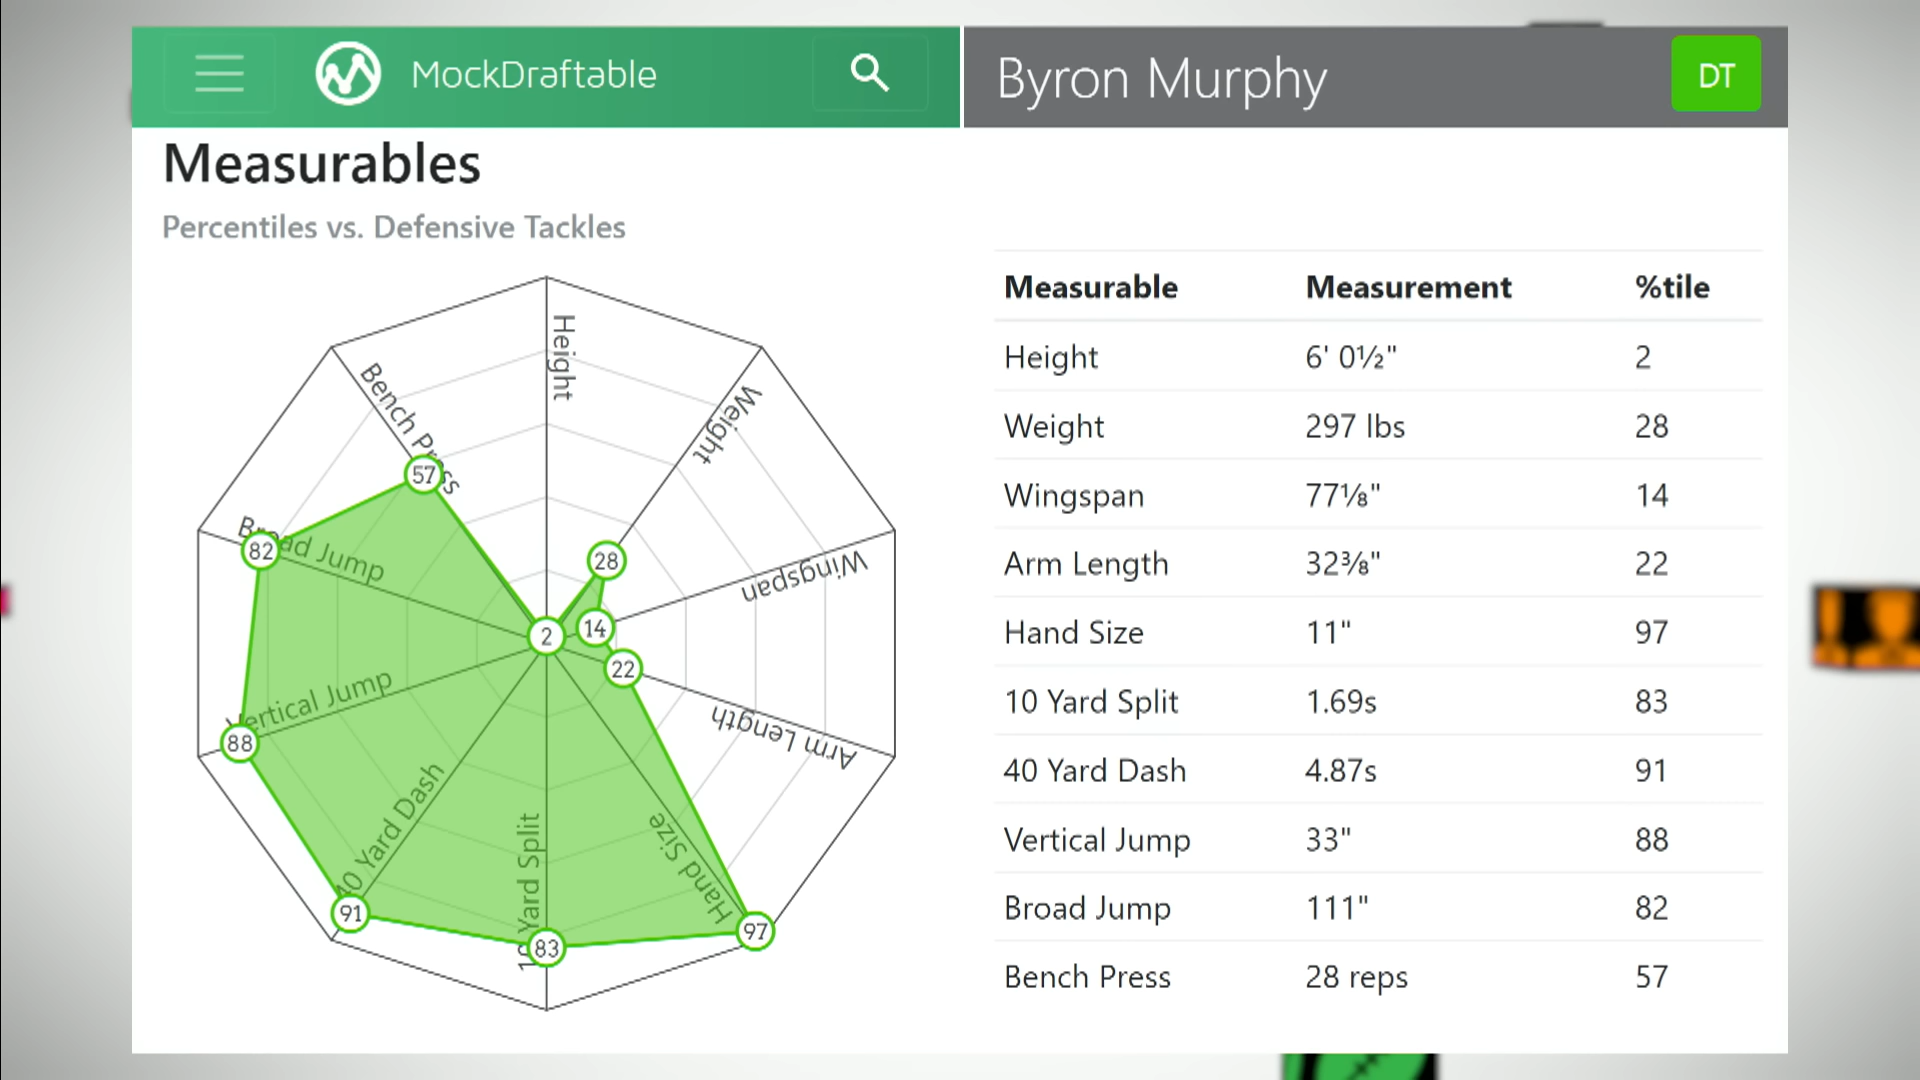 MockDraftable
Byron Murphy
DT
Measurables
Percentiles vs. Defensive Tackles
Height
Weight
Wingspan
Arm Length
Hand Size
10 Yard Split
40 Yard Dash
Vertical Jump
Broad Jump
Bench Press
2
28
14
22
97
83
91
88
82
57
Measurable Measurement %tile
Height 6' 0½" 2
Weight 297 lbs 28
Wingspan 77⅛" 14
Arm Length 32⅜" 22
Hand Size 11" 97
10 Yard Split 1.69s 83
40 Yard Dash 4.87s 91
Vertical Jump 33" 88
Broad Jump 111" 82
Bench Press 28 reps 57